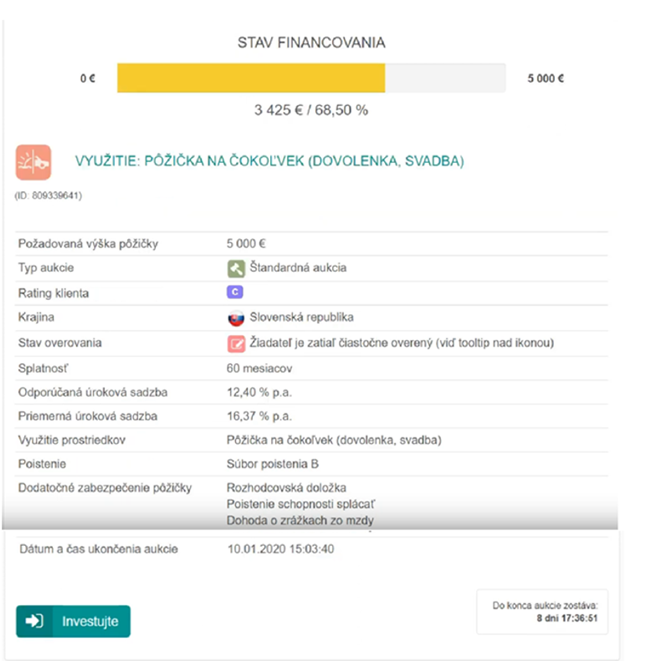 STAV FINANCOVANIA
0 € 5 000 €
3 425 € / 68,50 %
VYUŽITIE: PÔŽIČKA NA ČOKOĽVEK (DOVOLENKA, SVADBA)
(ID. 809339641)
Požadovaná výška pôžičky 5 000 €
Typ aukcie Štandardná aukcia
Rating klienta C
Krajina Slovenská republika
Stav overovania Žiadateľ je zatiaľ čiastočne overený (viď tooltip nad ikonou)
Splatnosť 60 mesiacov
Odporúčaná úroková sadzba 12,40 % p.a.
Priemerná úroková sadzba 16,37 % p.a.
Využitie prostriedkov Pôžička na čokoľvek (dovolenka, svadba)
Poistenie Súbor poistenia B
Dodatočné zabezpečenie pôžičky Rozhodcovská doložka
Poistenie schopnosti splácať
Dohoda o zrážkach zo mzdy
Dátum a čas ukončenia aukcie 10.01.2020 15:03:40
Investujte
Do konca aukcie zostáva:
8 dni 17:36:51